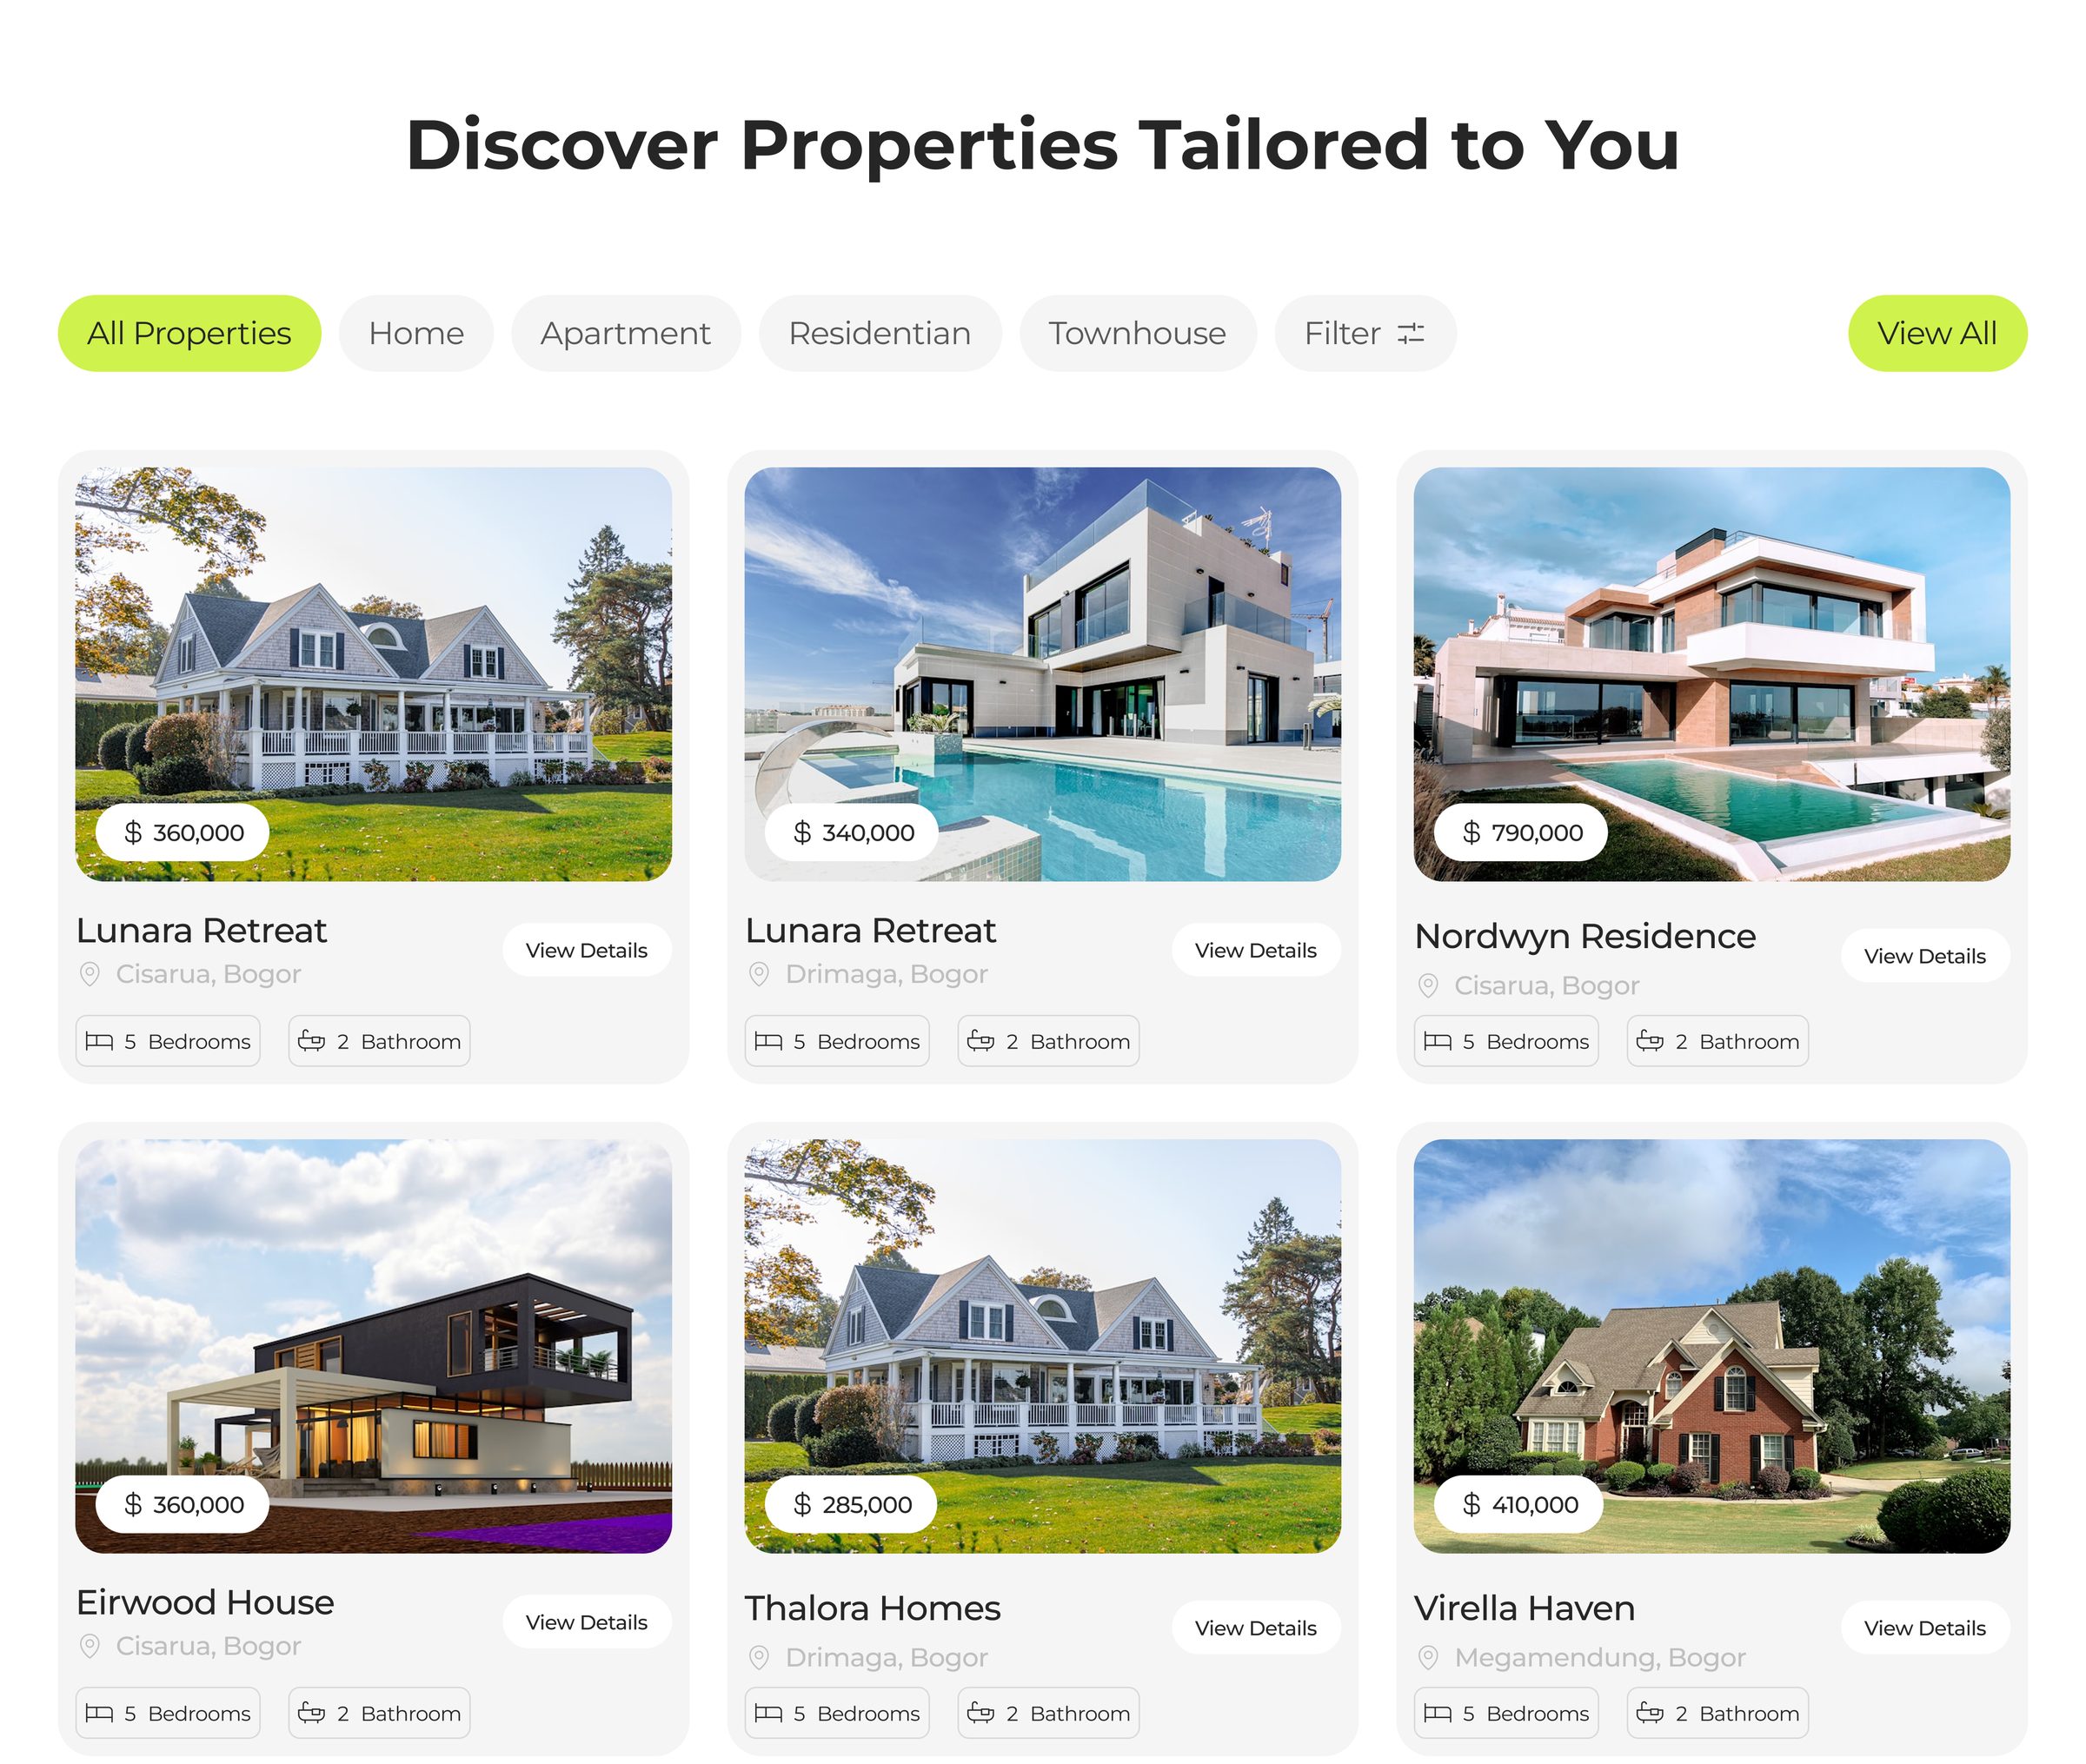 Discover Properties Tailored to You
All Properties Home Apartment Residentian Townhouse Filter View All
$ 360,000
Lunara Retreat
Cisarua, Bogor
View Details
5 Bedrooms 2 Bathroom
$ 340,000
Lunara Retreat
Drimaga, Bogor
View Details
5 Bedrooms 2 Bathroom
$ 790,000
Nordwyn Residence
Cisarua, Bogor
View Details
5 Bedrooms 2 Bathroom
$ 360,000
Eirwood House
Cisarua, Bogor
View Details
5 Bedrooms 2 Bathroom
$ 285,000
Thalora Homes
Drimaga, Bogor
View Details
5 Bedrooms 2 Bathroom
$ 410,000
Virella Haven
Megamendung, Bogor
View Details
5 Bedrooms 2 Bathroom